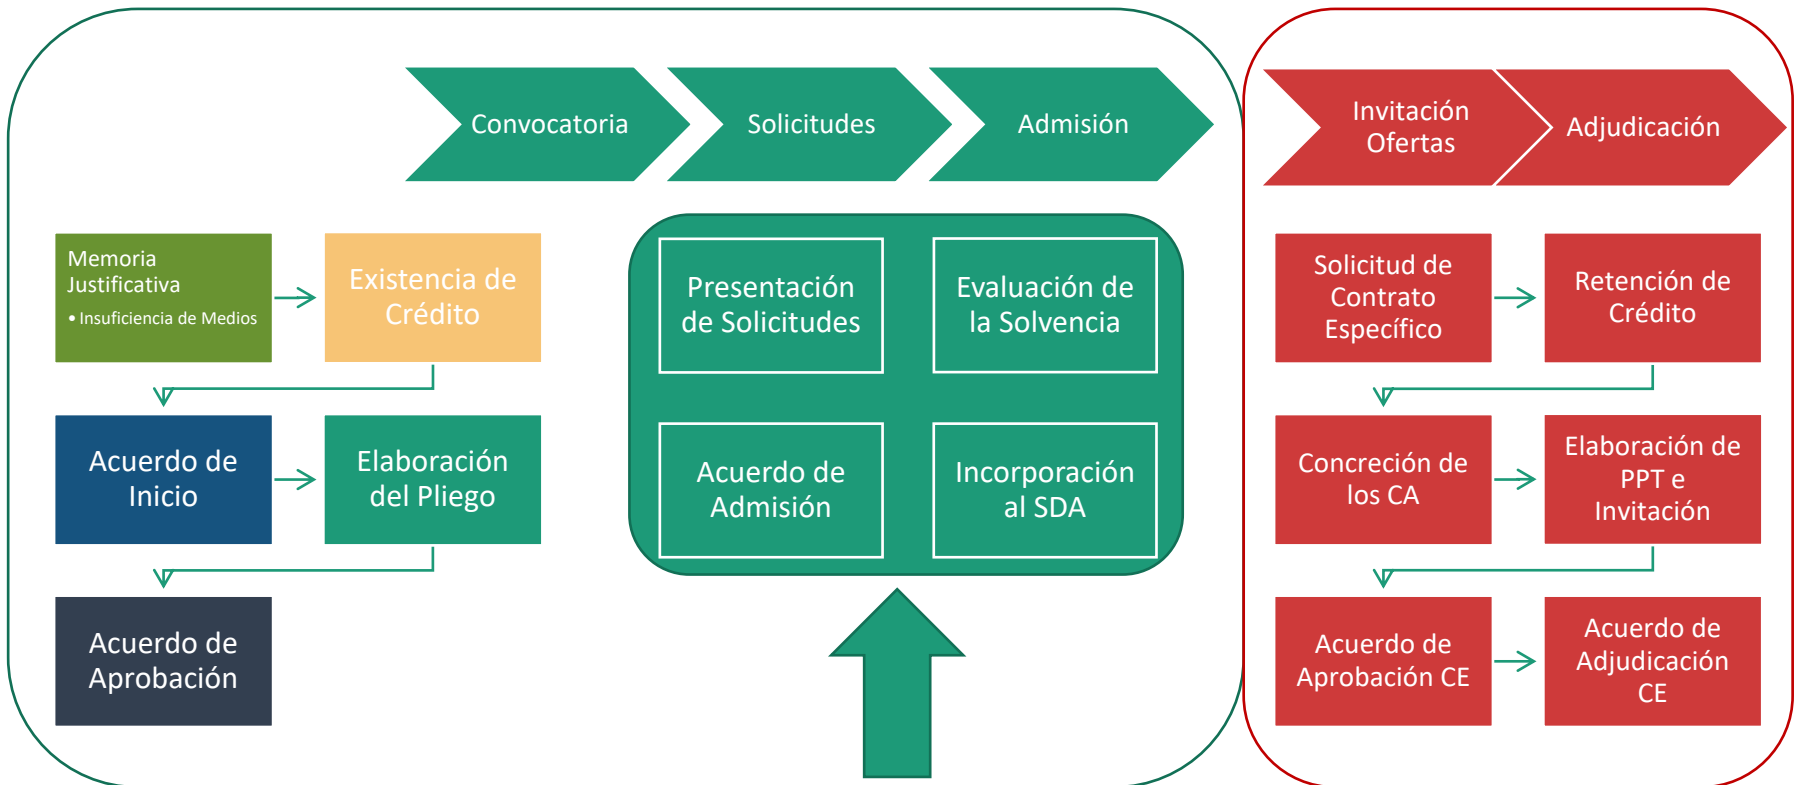 Convocatoria
Solicitudes
Admisión
Invitación
Ofertas
Adjudicación
Memoria
Justificativa
• Insuficiencia de Medios
Existencia de
Crédito
Acuerdo de
Inicio
Elaboración
del Pliego
Acuerdo de
Aprobación
Presentación
de Solicitudes
Evaluación de
la Solvencia
Acuerdo de
Admisión
Incorporación
al SDA
Solicitud de
Contrato
Específico
Retención de
Crédito
Concreción de
los CA
Elaboración de
PPT e
Invitación
Acuerdo de
Aprobación CE
Acuerdo de
Adjudicación
CE